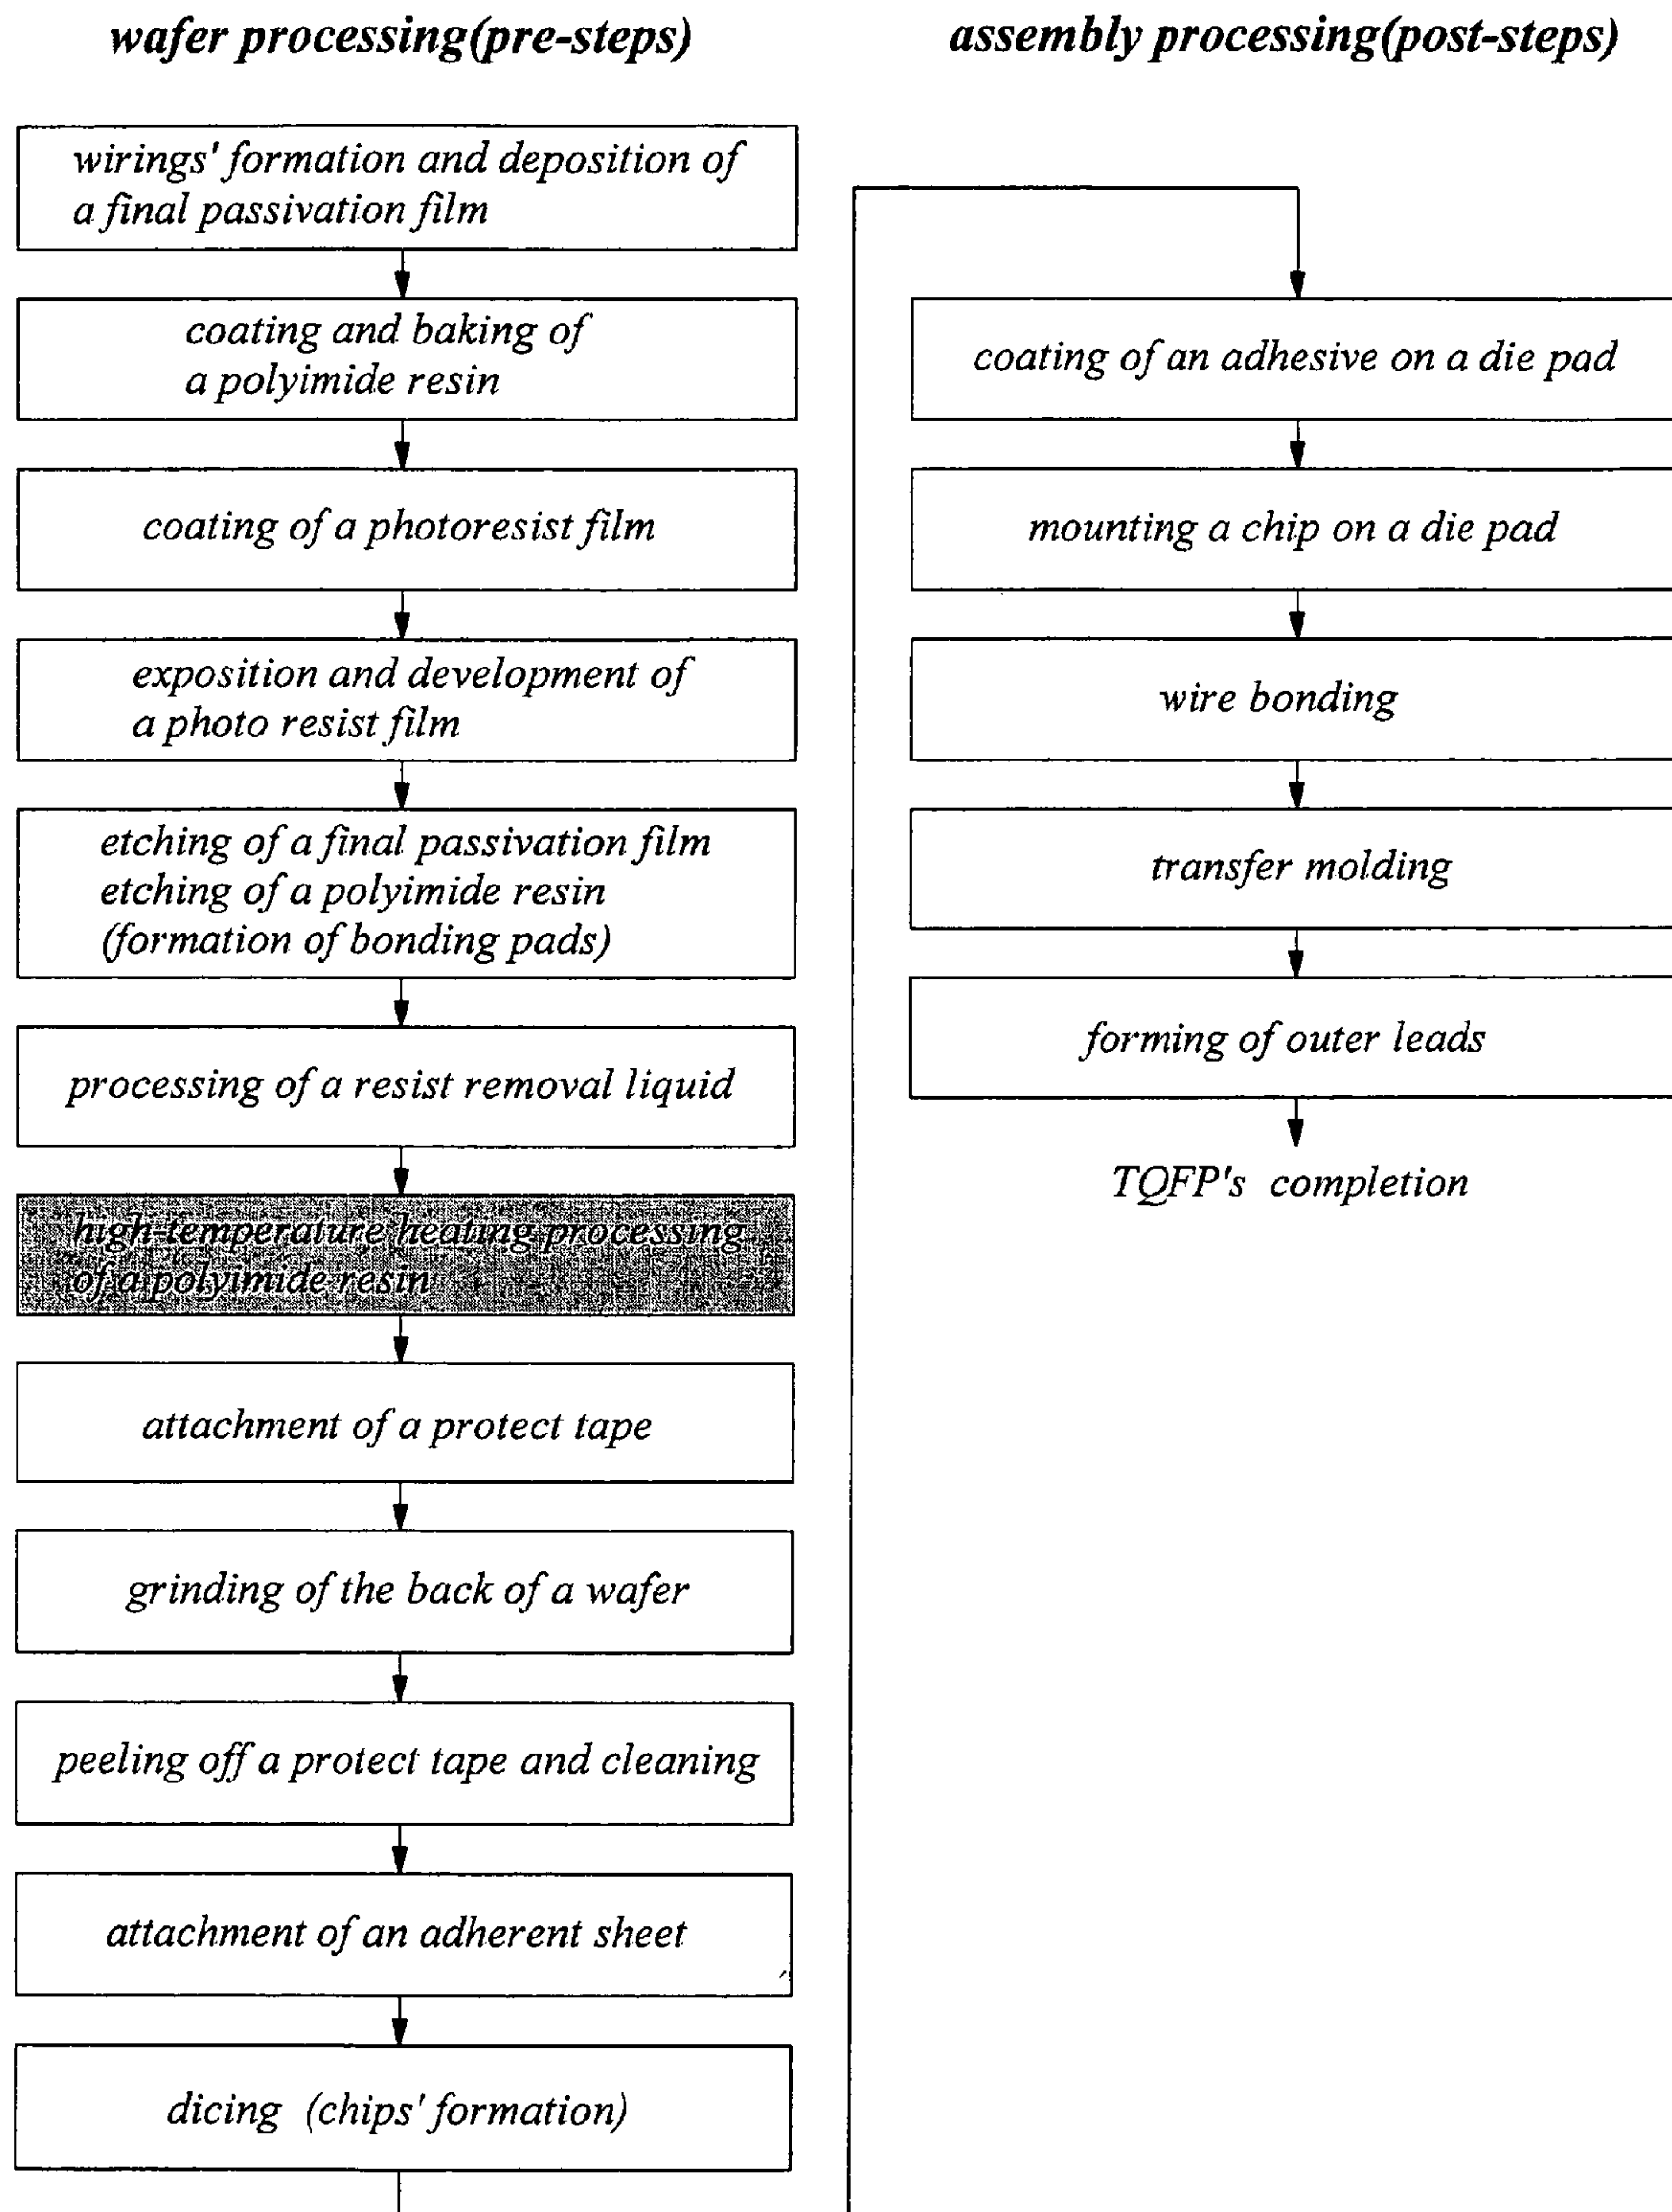 wafer processing(pre-steps)
wirings' formation and deposition of
a final passivation film
coating and baking of
a polyimide resin
coating of a photoresist film
exposition and development of
a photo resist film
etching of a final passivation film
etching of a polyimide resin
(formation of bonding pads)
processing of a resist removal liquid
high-temperature heating processing
of a polyimide resin
attachment of a protect tape
grinding of the back of a wafer
peeling off a protect tape and cleaning
attachment of an adherent sheet
dicing (chips' formation)
assembly processing(post-steps)
coating of an adhesive on a die pad
mounting a chip on a die pad
wire bonding
transfer molding
forming of outer leads
TQFP's completion